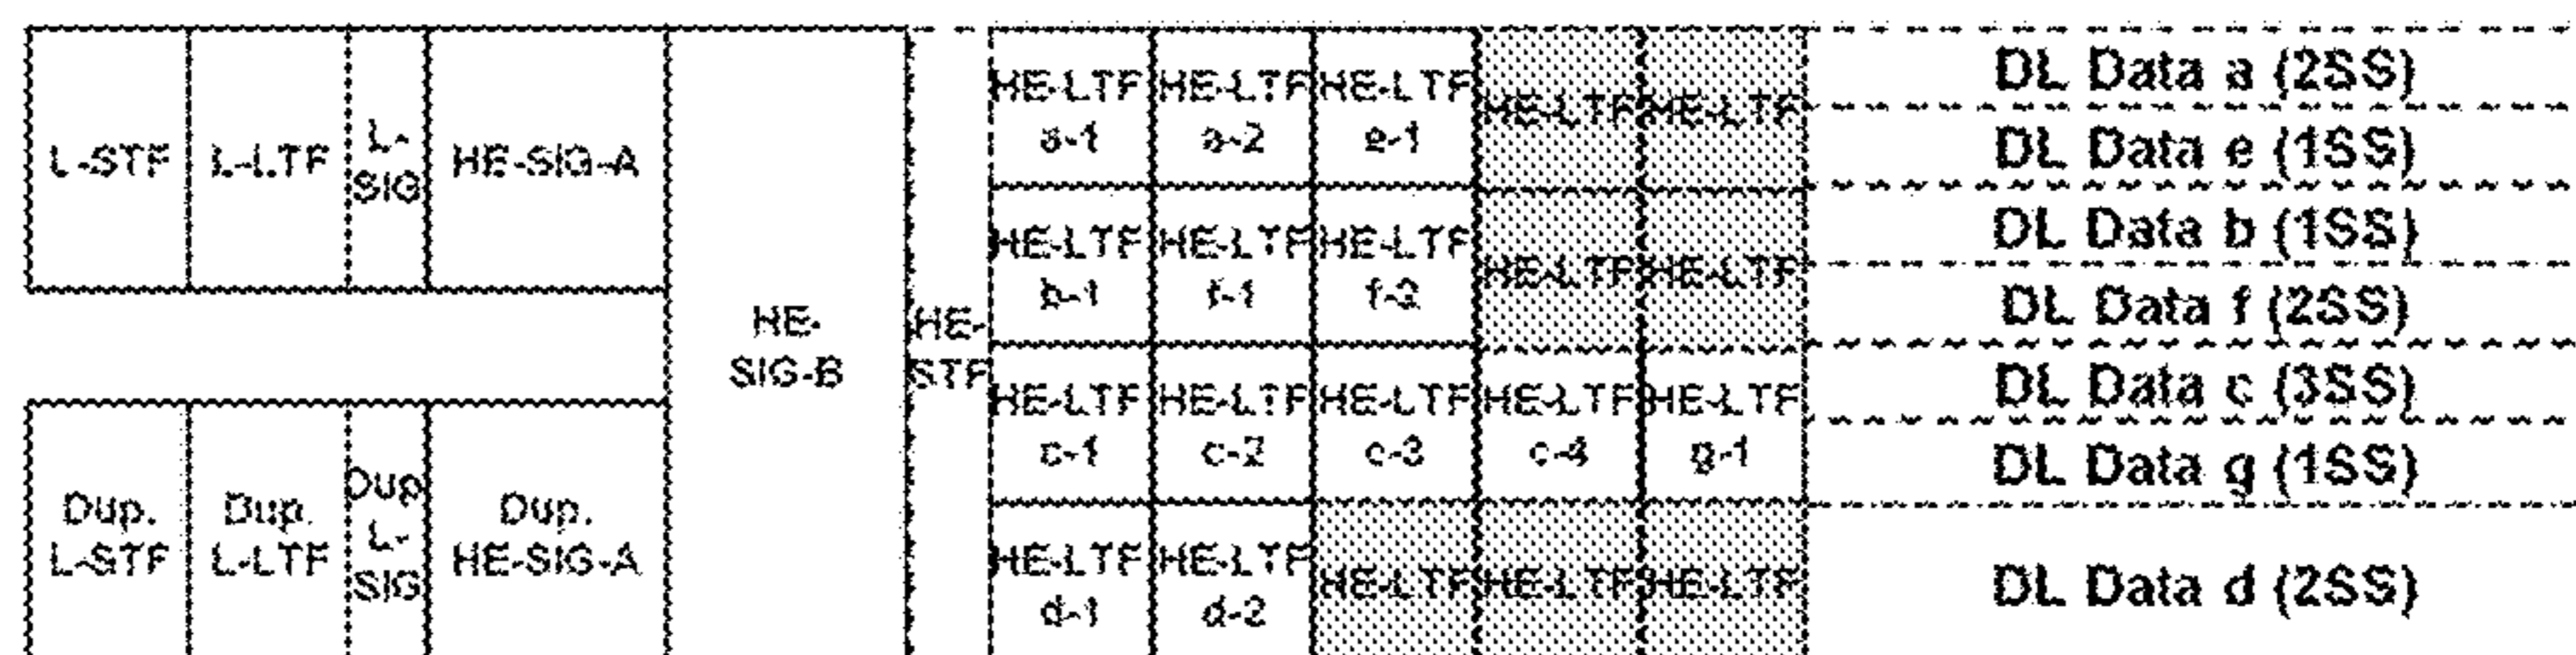 L-STF
L-LTF
L-
SIG
HE-SIG-A
HE-
SIG-B
HE-
STF
HE-LTF
a-1
HE-LTF
a-2
HE-LTF
e-1
HE-LTF
HE-LTF
DL Data a (2SS)
DL Data e (1SS)
HE-LTF
b-1
HE-LTF
f-1
HE-LTF
f-2
HE-LTF
HE-LTF
DL Data b (1SS)
DL Data f (2SS)
HE-LTF
c-1
HE-LTF
c-2
HE-LTF
c-3
HE-LTF
c-4
HE-LTF
g-1
DL Data c (3SS)
DL Data g (1SS)
Dup.
L-STF
Dup.
L-LTF
Dup
L-
SIG
Dup.
HE-SIG-A
HE-LTF
d-1
HE-LTF
d-2
HE-LTF
HE-LTF
HE-LTF
DL Data d (2SS)